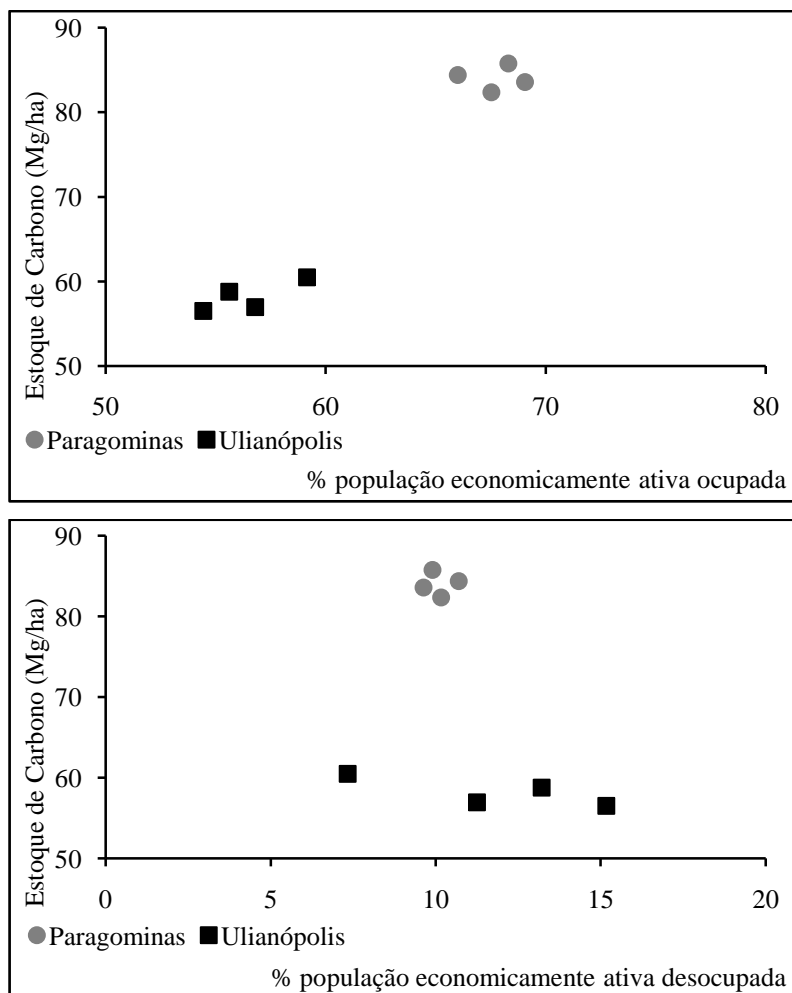 Estoque de Carbono (Mg/ha)
90
80
70
60
50
50 60 70 80
Paragominas Ulianópolis
% população economicamente ativa ocupada
Estoque de Carbono (Mg/ha)
90
80
70
60
50
0 5 10 15 20
Paragominas Ulianópolis
% população economicamente ativa desocupada